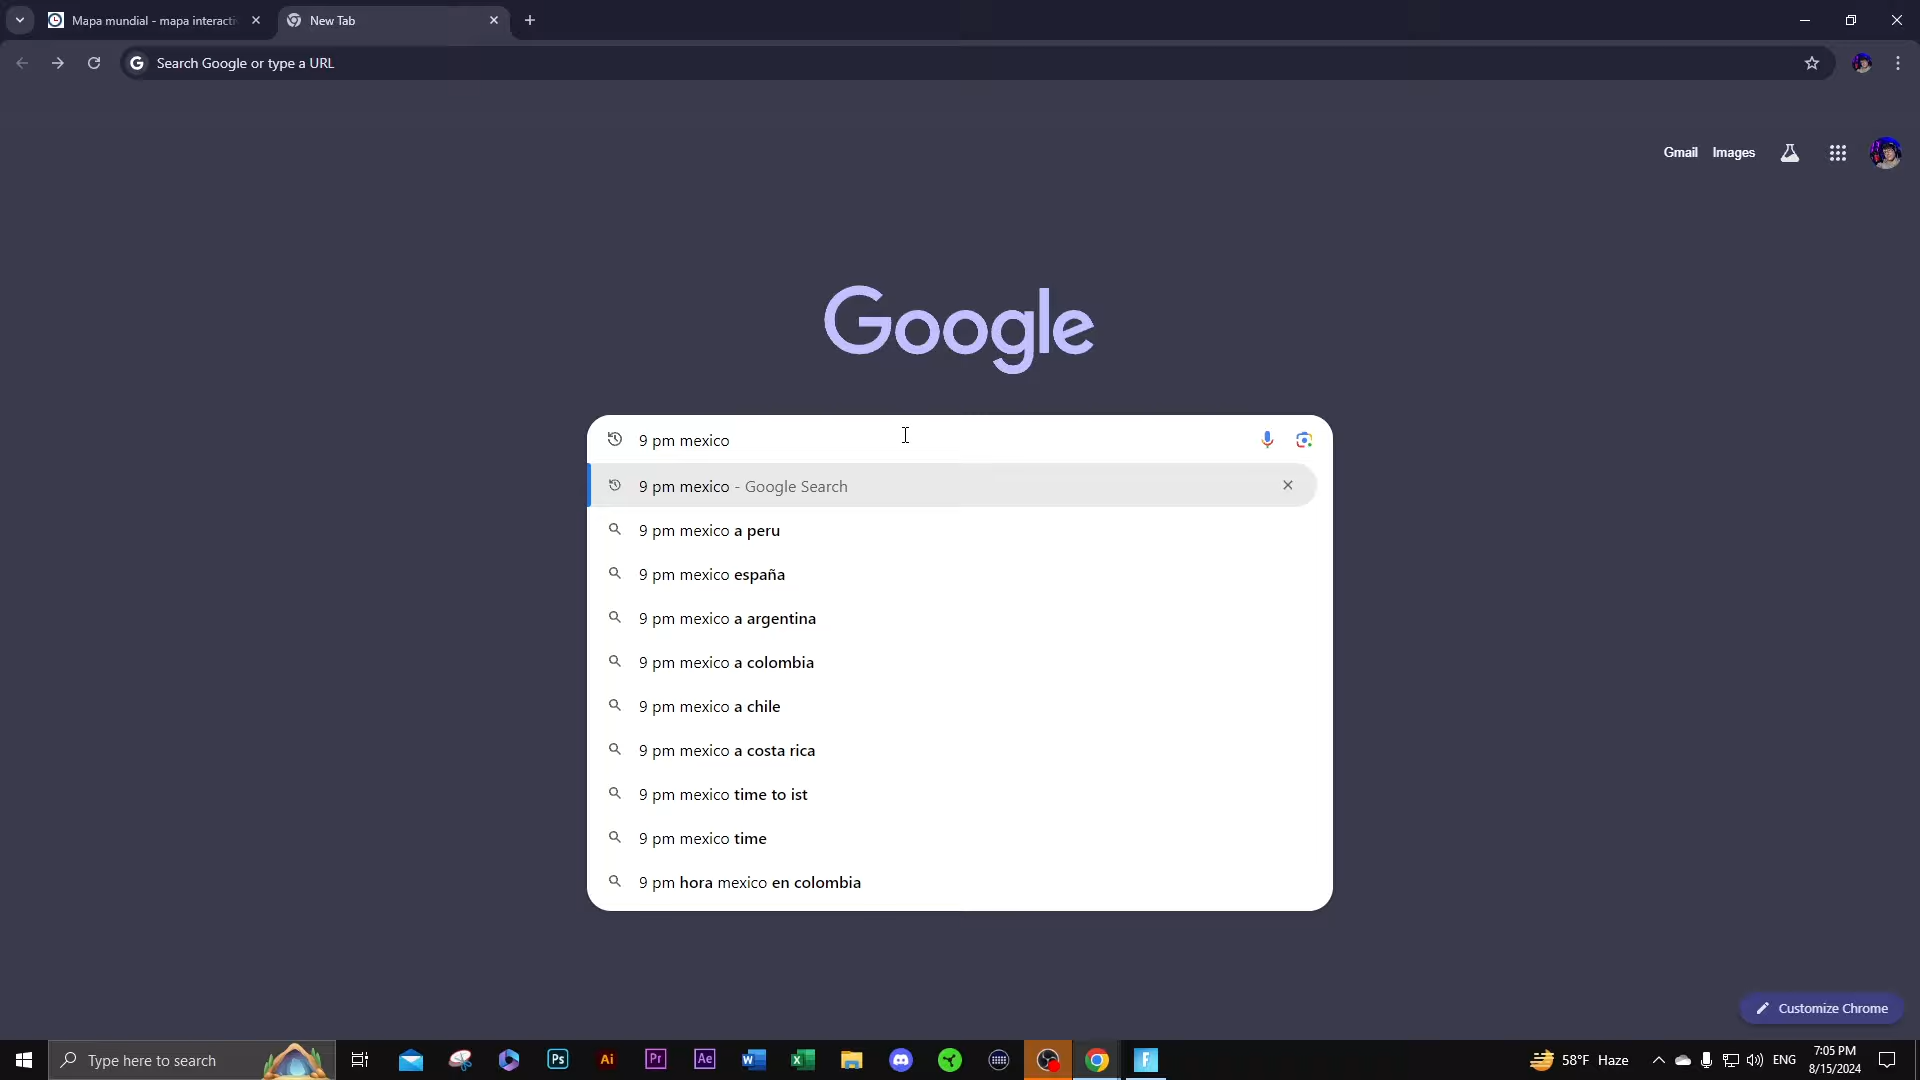 Mapa mundial - mapa interacti
New Tab
Search Google or type a URL
Gmail Images
Google
9 pm mexico
9 pm mexico - Google Search
9 pm mexico a peru
9 pm mexico españa
9 pm mexico a argentina
9 pm mexico a colombia
9 pm mexico a chile
9 pm mexico a costa rica
9 pm mexico time to ist
9 pm mexico time
9 pm hora mexico en colombia
Customize Chrome
Type here to search
Ps
Ai
Pr
Ae
58°F Haze
ENG
7:05 PM
8/15/2024